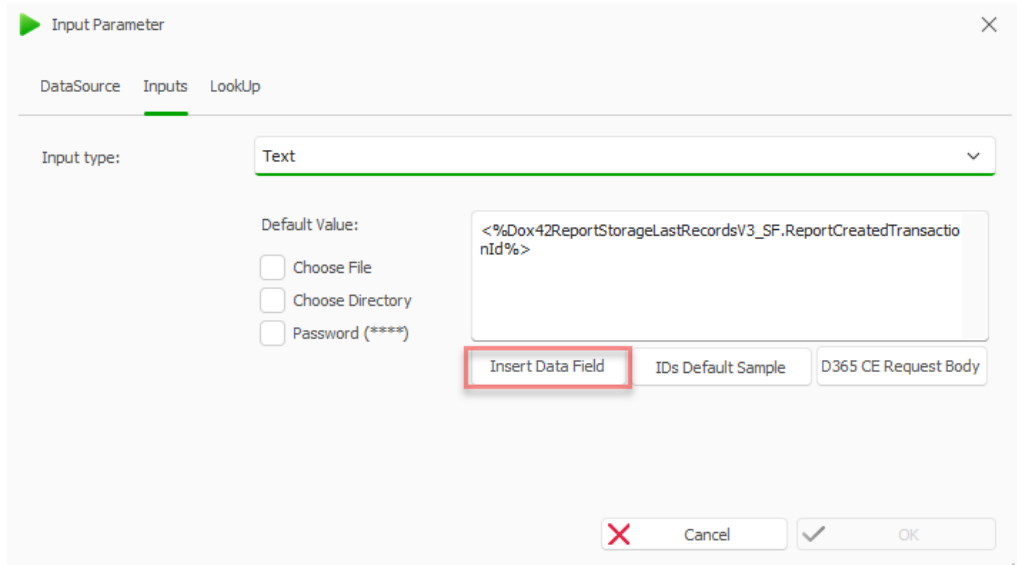 Input Parameter
DataSource Inputs LookUp
Input type: Text
Default Value:
<%Dox42ReportStorageLastRecordsV3_SF.ReportCreatedTransactio
nId%>
Choose File
Choose Directory
Password (****)
Insert Data Field IDs Default Sample D365 CE Request Body
Cancel OK